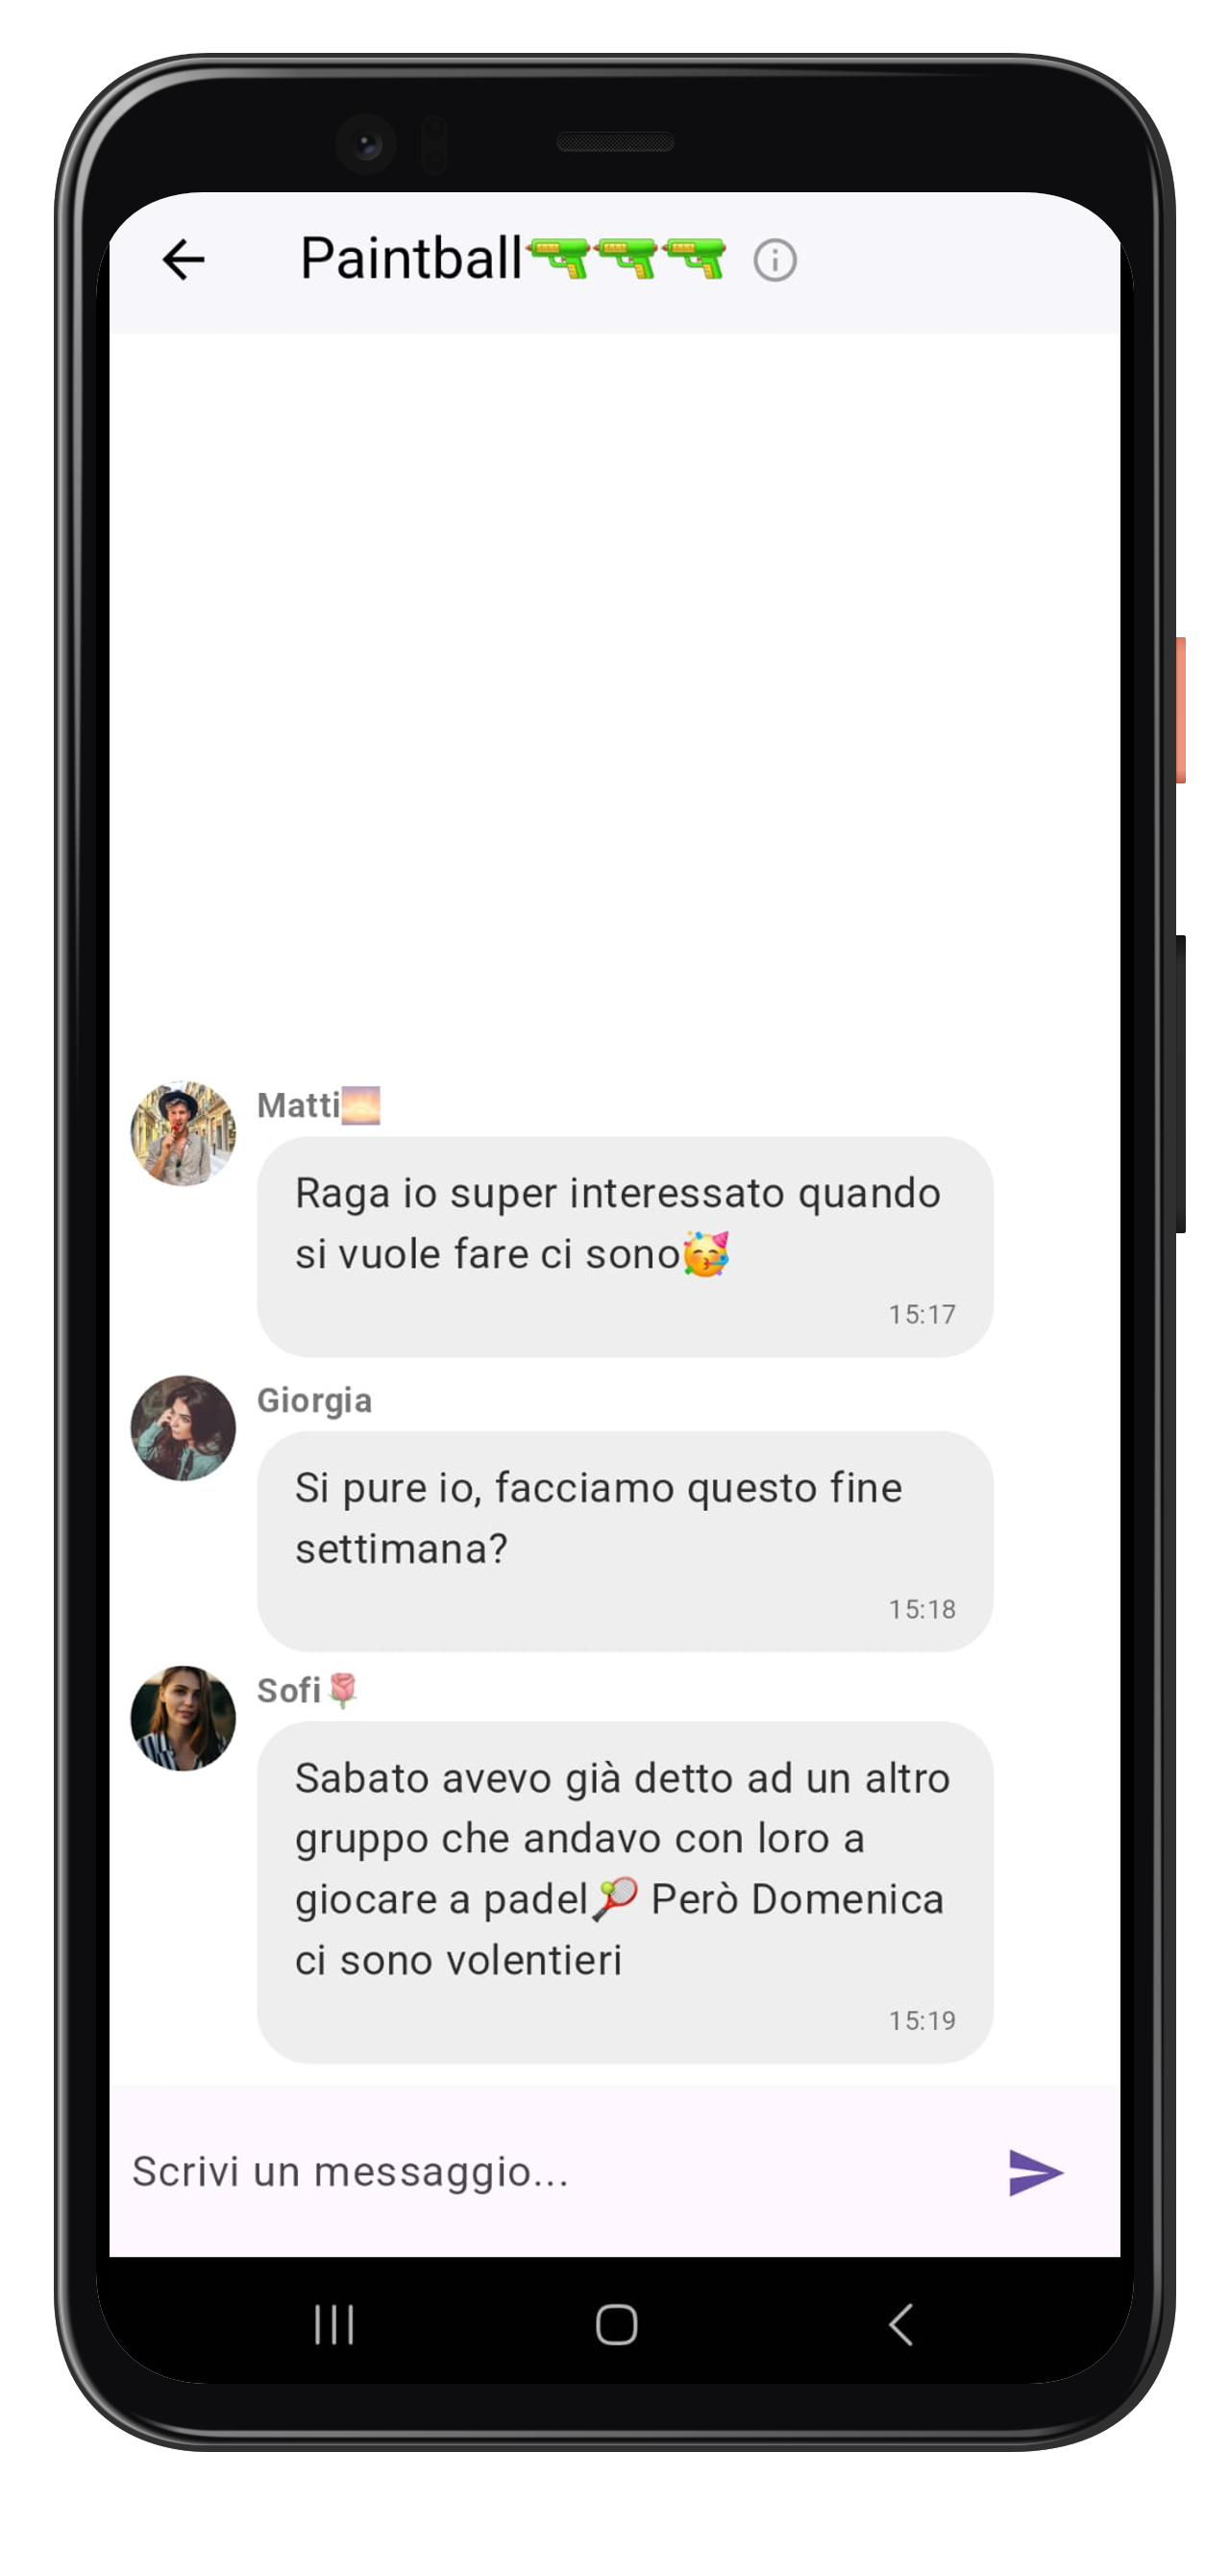 Paintball🔫🔫🔫
Matti🌅
Raga io super interessato quando
si vuole fare ci sono🥳
15:17
Giorgia
Si pure io, facciamo questo fine
settimana?
15:18
Sofi🌹
Sabato avevo già detto ad un altro
gruppo che andavo con loro a
giocare a padel🎾 Però Domenica
ci sono volentieri
15:19
Scrivi un messaggio...